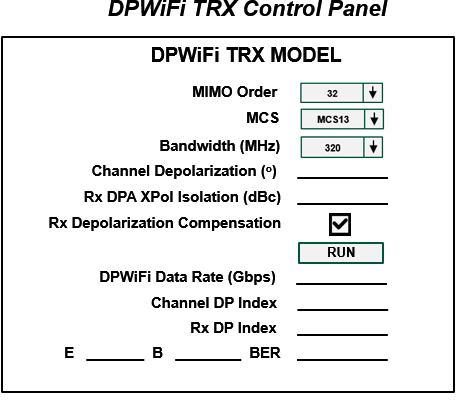 DPWiFi TRX Control Panel
DPWiFi TRX MODEL
MIMO Order 32
MCS MCS13
Bandwidth (MHz) 320
Channel Depolarization (º)
Rx DPA XPol Isolation (dBc)
Rx Depolarization Compensation
RUN
DPWiFi Data Rate (Gbps)
Channel DP Index
Rx DP Index
E B BER